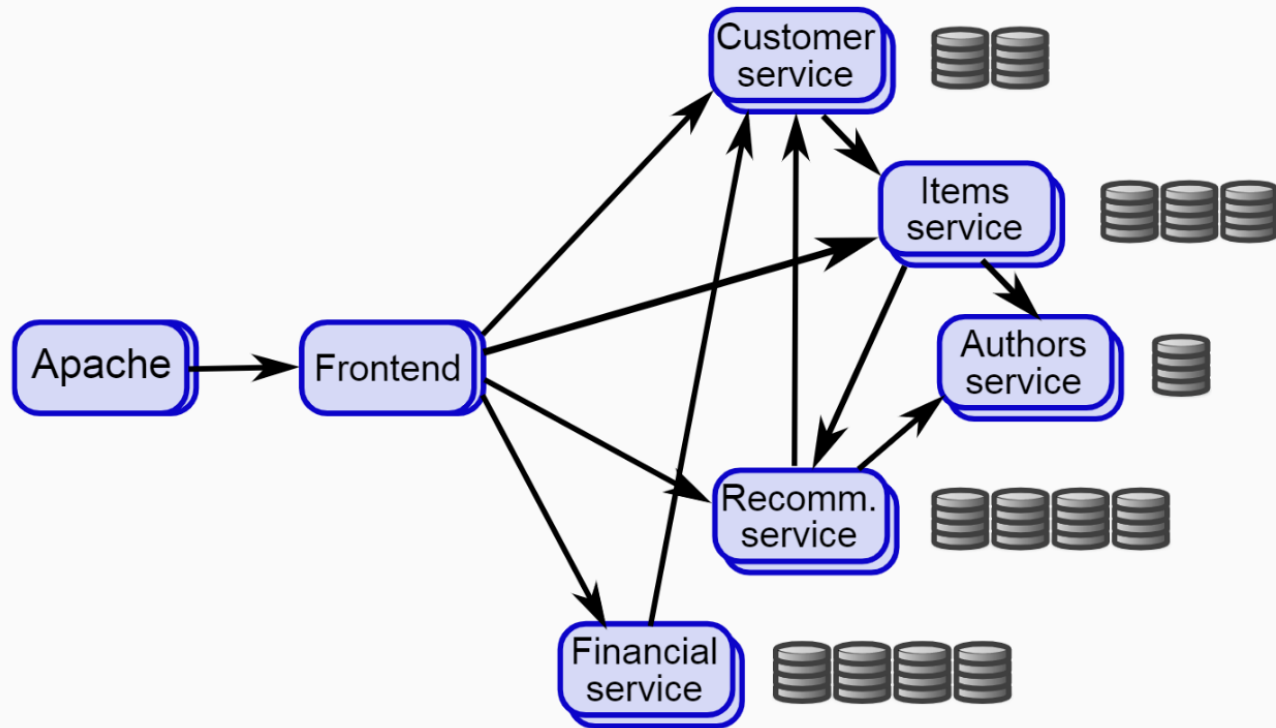 Customer
service
Items
service
Apache
Frontend
Authors
service
Recomm.
service
Financial
service